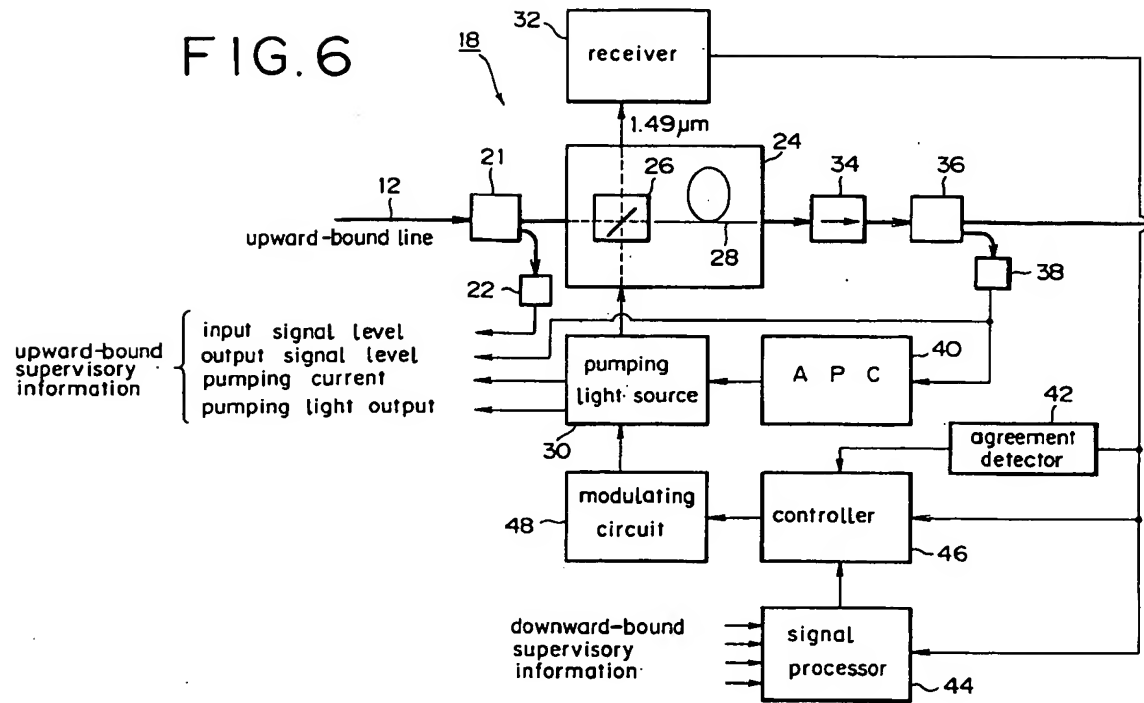 FIG. 6
18
32
receiver
1.49μm
24
21
26
34
36
12
upward-bound line
28
22
38
upward-bound
supervisory
information
input signal level
output signal level
pumping current
pumping light output
pumping
light source
30
A P C
40
42
agreement
detector
modulating
circuit
48
controller
46
downward-bound
supervisory
information
signal
processor
44